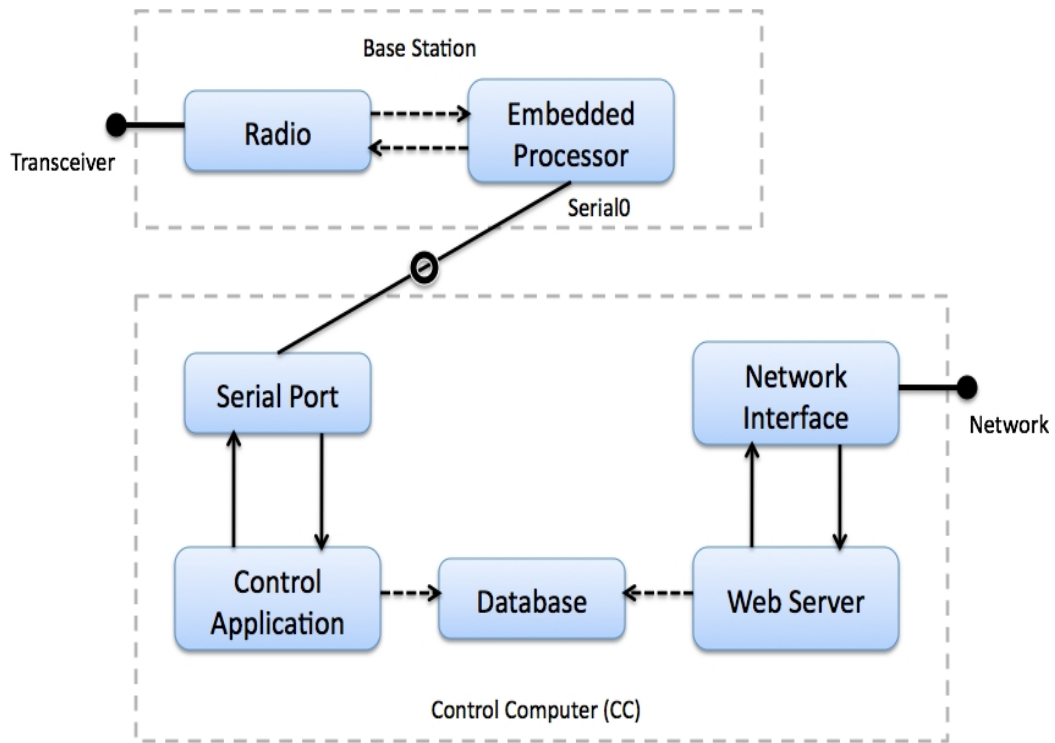 Base Station
Radio
Embedded
Processor
Transceiver
Serial0
Serial Port
Network
Interface
Network
Control
Application
Database
Web Server
Control Computer (CC)